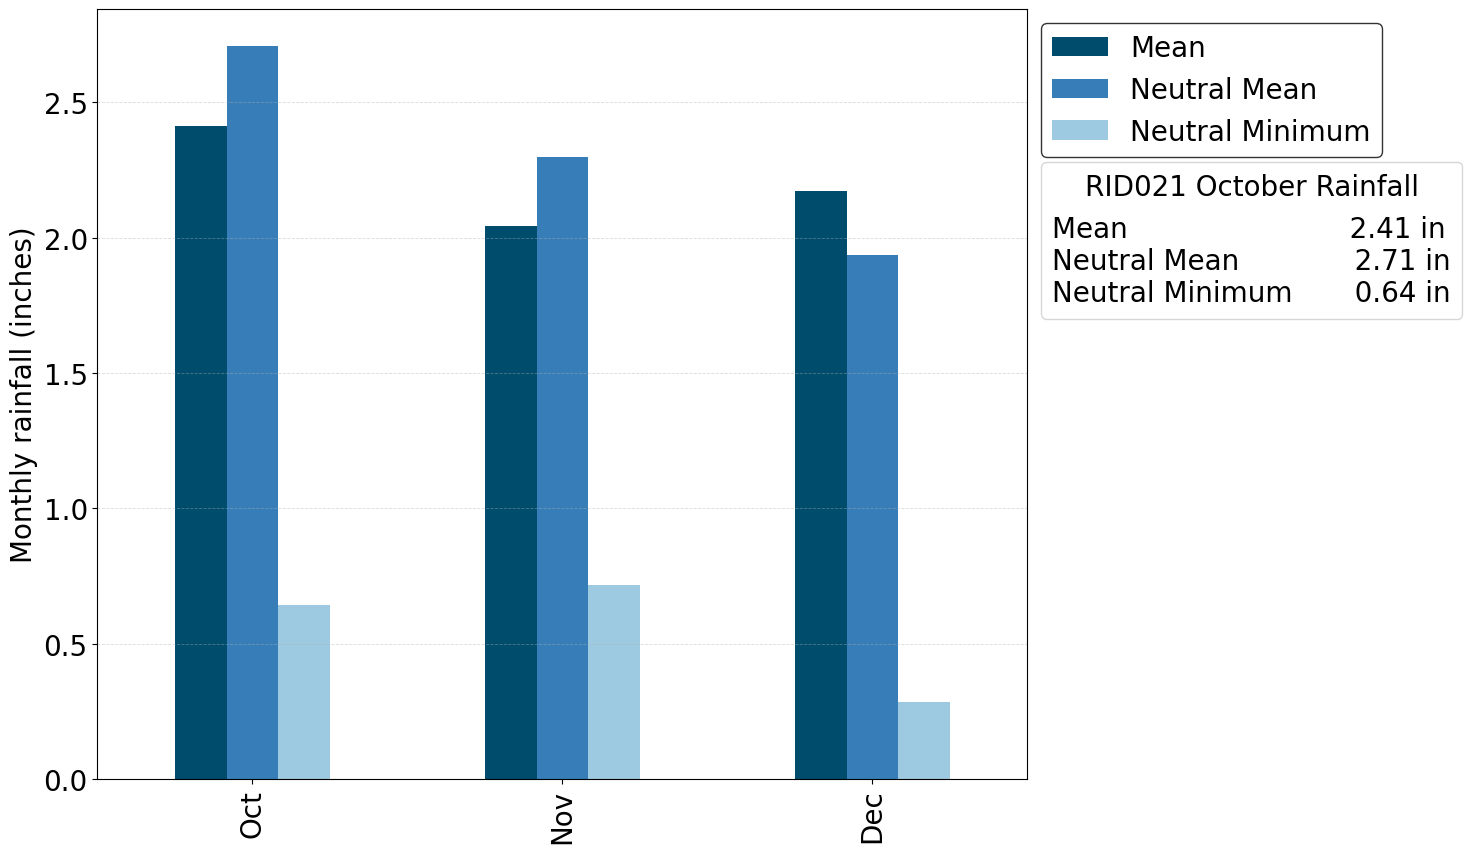 Monthly rainfall (inches)
2.5
2.0
1.5
1.0
0.5
0.0
Oct
Nov
Dec
Mean
Neutral Mean
Neutral Minimum
RID021 October Rainfall
Mean 2.41 in
Neutral Mean 2.71 in
Neutral Minimum 0.64 in